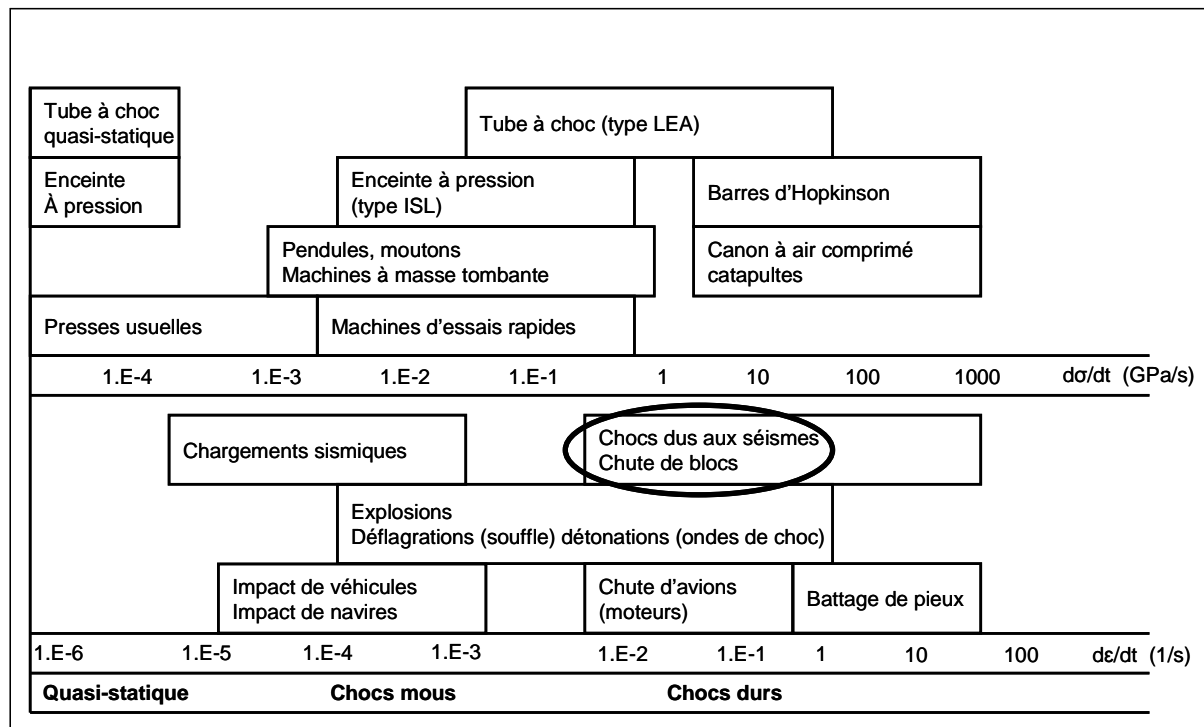 Tube à choc
quasi-statique
Tube à choc (type LEA)
Enceinte
À pression
Enceinte à pression
(type ISL)
Barres d'Hopkinson
Pendules, moutons
Machines à masse tombante
Canon à air comprimé
catapultes
Presses usuelles
Machines d'essais rapides
1.E-4 1.E-3 1.E-2 1.E-1 1 10 100 1000 dσ/dt (GPa/s)
Chargements sismiques
Chocs dus aux séismes
Chute de blocs
Explosions
Déflagrations (souffle) détonations (ondes de choc)
Impact de véhicules
Impact de navires
Chute d'avions
(moteurs)
Battage de pieux
1.E-6 1.E-5 1.E-4 1.E-3 1.E-2 1.E-1 1 10 100 dε/dt (1/s)
Quasi-statique Chocs mous Chocs durs